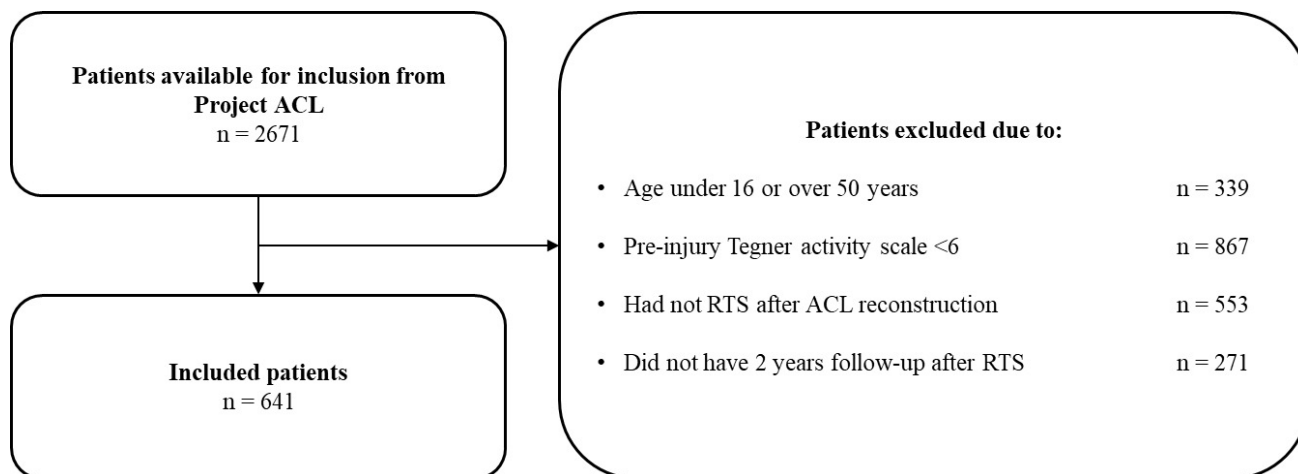 Patients available for inclusion from
Project ACL
n = 2671
Patients excluded due to:
• Age under 16 or over 50 years n = 339
• Pre-injury Tegner activity scale <6 n = 867
• Had not RTS after ACL reconstruction n = 553
• Did not have 2 years follow-up after RTS n = 271
Included patients
n = 641